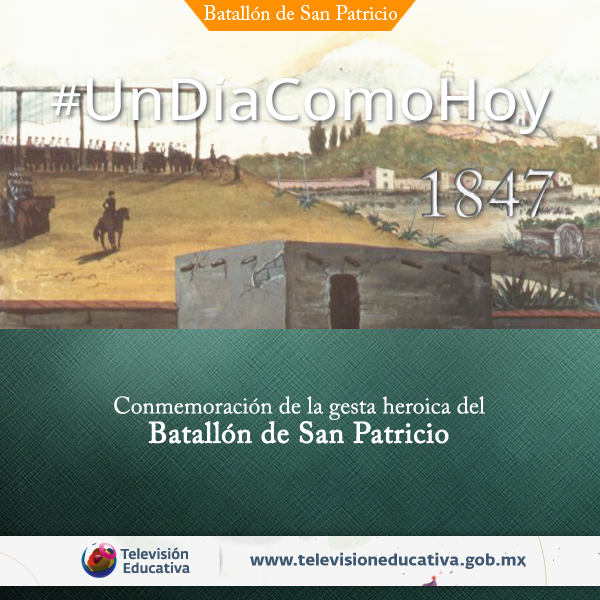 Batallón de San Patricio
#UnDiaComoHoy
1847
Conmemoración de la gesta heroica del
Batallón de San Patricio
Televisión
Educativa
www.televisioneducativa.gob.mx